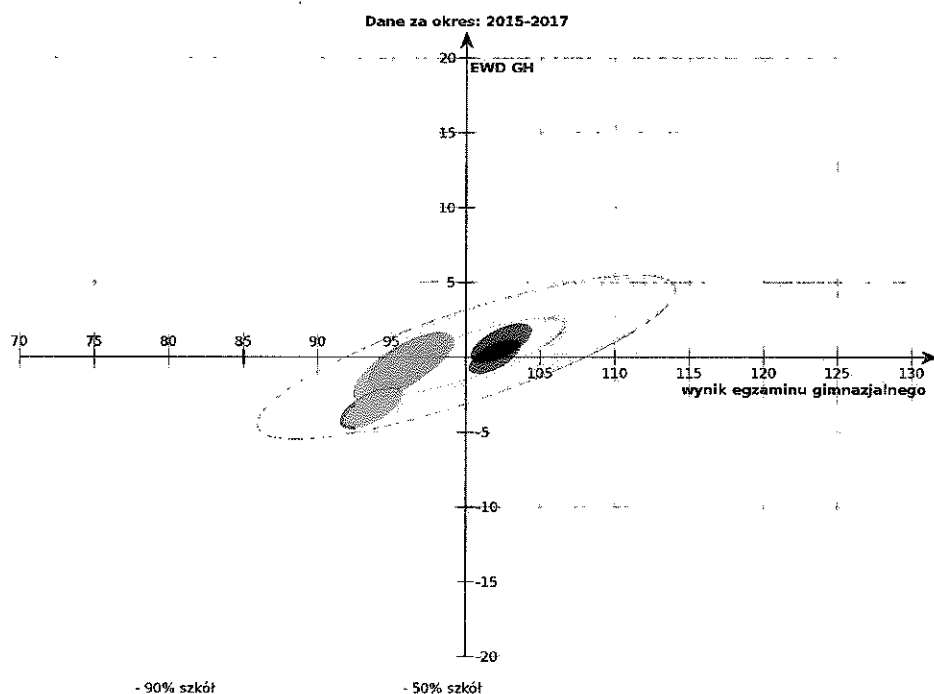 Dane za okres: 2015-2017
20
EWD GH
15
10
5
70 75 80 85 90 95
105 110 115 120 125 130
wynik egzaminu gimnazjalnego
-5
-10
-15
-20
- 90% szkół - 50% szkół